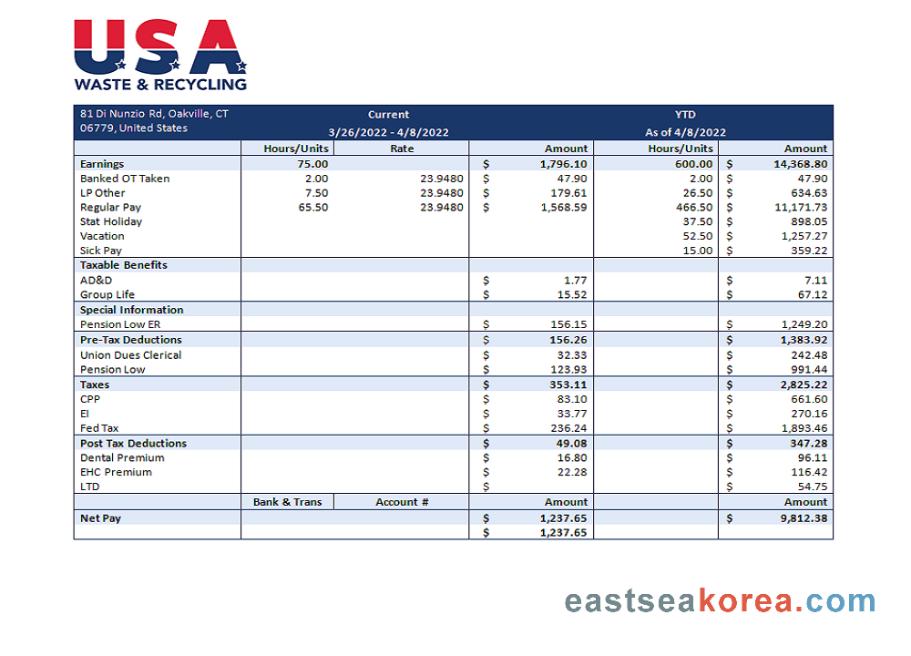 USA
WASTE & RECYCLING
81 Di Nunzio Rd, Oakville, CT Current YTD
06779, United States 3/26/2022 - 4/8/2022 As of 4/8/2022
Hours/Units Rate Amount Hours/Units Amount
Earnings 75.00 $ 1,796.10 600.00 $ 14,368.80
Banked OT Taken 2.00 23.9480 $ 47.90 2.00 $ 47.90
LP Other 7.50 23.9480 $ 179.61 26.50 $ 634.63
Regular Pay 65.50 23.9480 $ 1,568.59 466.50 $ 11,171.73
Stat Holiday 37.50 $ 898.05
Vacation 52.50 $ 1,257.27
Sick Pay 15.00 $ 359.22
Taxable Benefits
AD&D $ 1.77 $ 7.11
Group Life $ 15.52 $ 67.12
Special Information
Pension Low ER $ 156.15 $ 1,249.20
Pre-Tax Deductions $ 156.26 $ 1,383.92
Union Dues Clerical $ 32.33 $ 242.48
Pension Low $ 123.93 $ 991.44
Taxes $ 353.11 $ 2,825.22
CPP $ 83.10 $ 661.60
EI $ 33.77 $ 270.16
Fed Tax $ 236.24 $ 1,893.46
Post Tax Deductions $ 49.08 $ 347.28
Dental Premium $ 16.80 $ 96.11
EHC Premium $ 22.28 $ 116.42
LTD $ $ 54.75
Bank & Trans Account # Amount Amount
Net Pay $ 1,237.65 $ 9,812.38
$ 1,237.65
eastseakorea.com